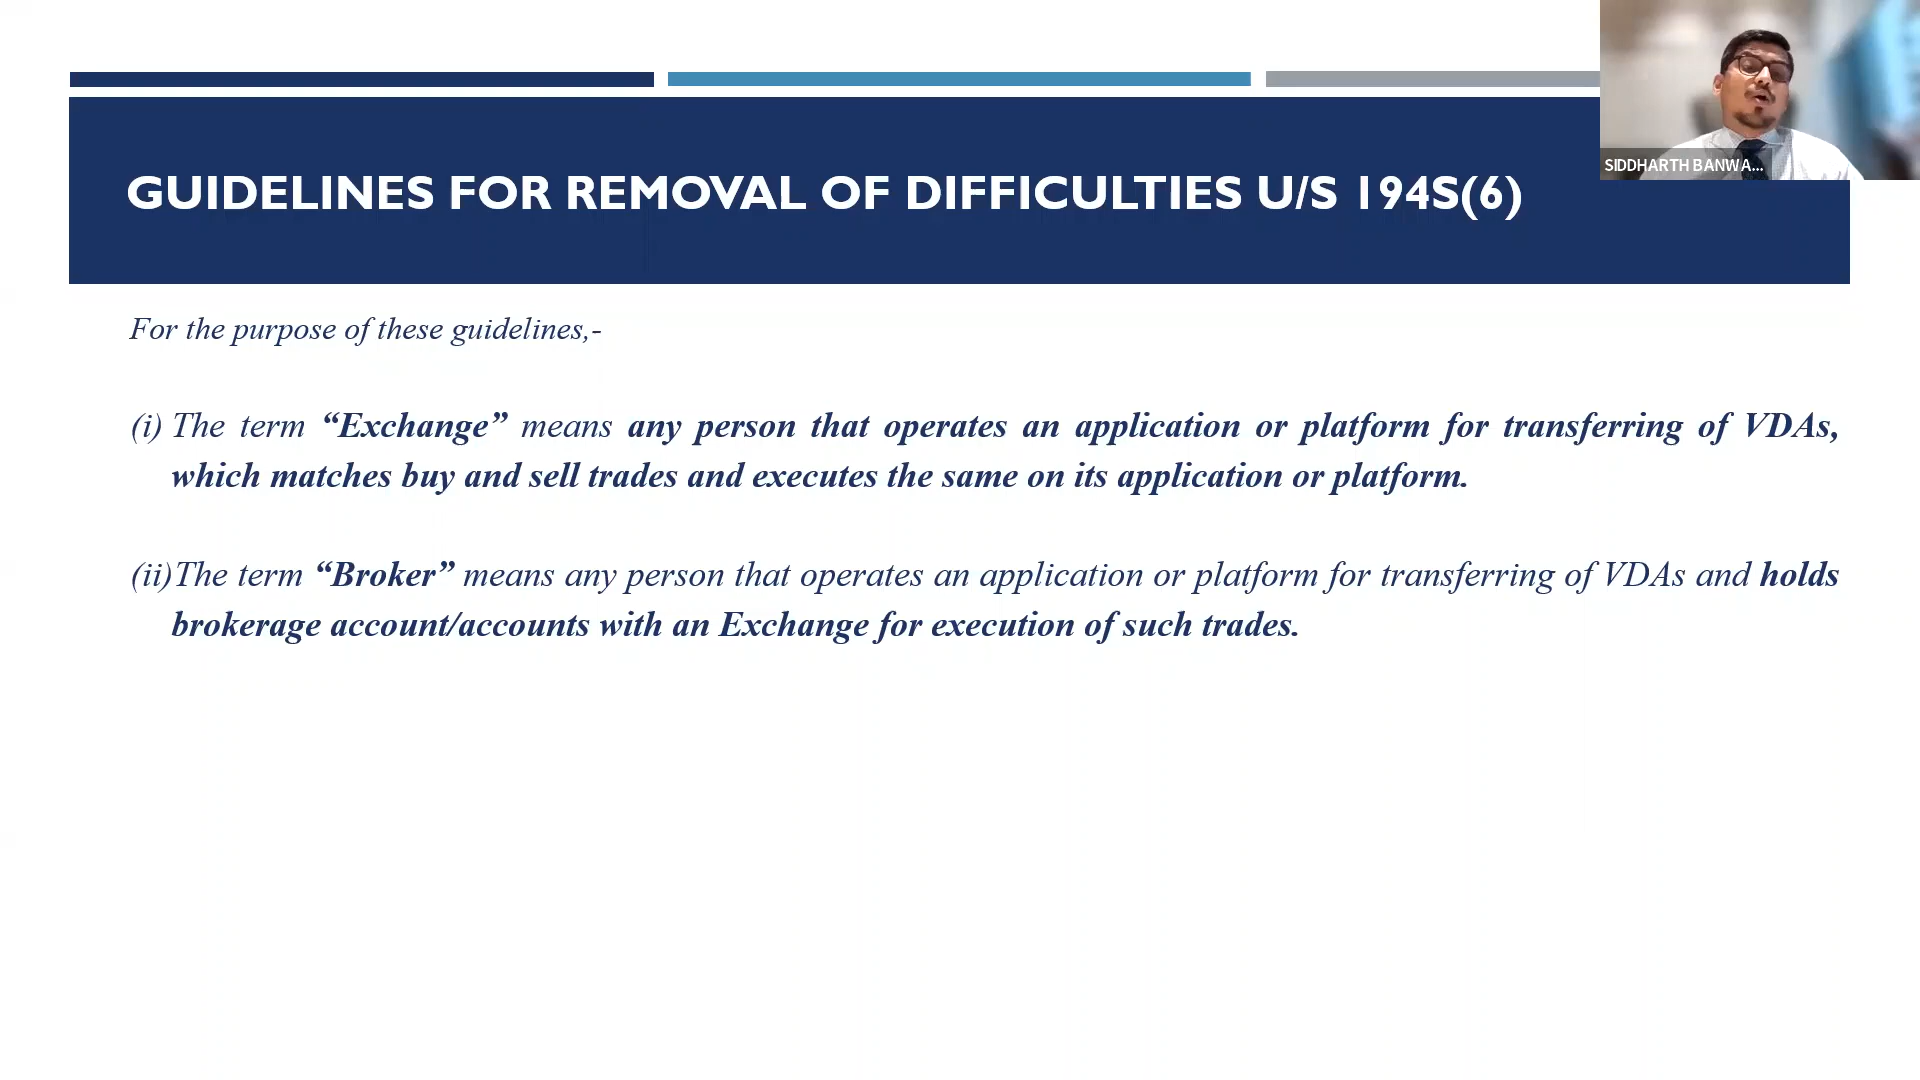 SIDDHARTH BANWA...
GUIDELINES FOR REMOVAL OF DIFFICULTIES U/S 194S(6)
For the purpose of these guidelines,-
(i) The term “Exchange” means any person that operates an application or platform for transferring of VDAs,
which matches buy and sell trades and executes the same on its application or platform.
(ii)The term “Broker” means any person that operates an application or platform for transferring of VDAs and holds
brokerage account/accounts with an Exchange for execution of such trades.